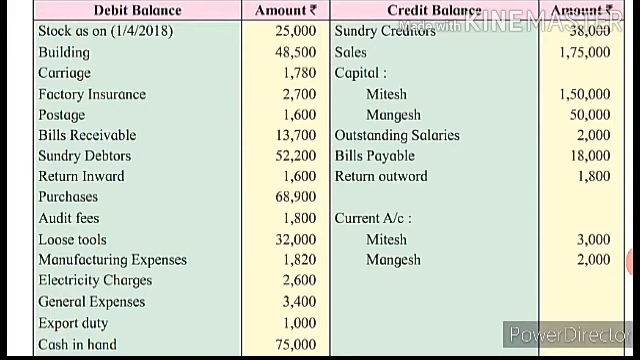 Debit Balance Amount ₹ Credit Balance Amount ₹
Made with KINEMASTER
Stock as on (1/4/2018) 25,000 Sundry Creditors 38,000
Building 48,500 Sales 1,75,000
Carriage 1,780 Capital :
Factory Insurance 2,700 Mitesh 1,50,000
Postage 1,600 Mangesh 50,000
Bills Receivable 13,700 Outstanding Salaries 2,000
Sundry Debtors 52,200 Bills Payable 18,000
Return Inward 1,600 Return outword 1,800
Purchases 68,900
Audit fees 1,800 Current A/c :
Loose tools 32,000 Mitesh 3,000
Manufacturing Expenses 1,820 Mangesh 2,000
Electricity Charges 2,600
General Expenses 3,400
Export duty 1,000
Cash in hand 75,000
PowerDirector